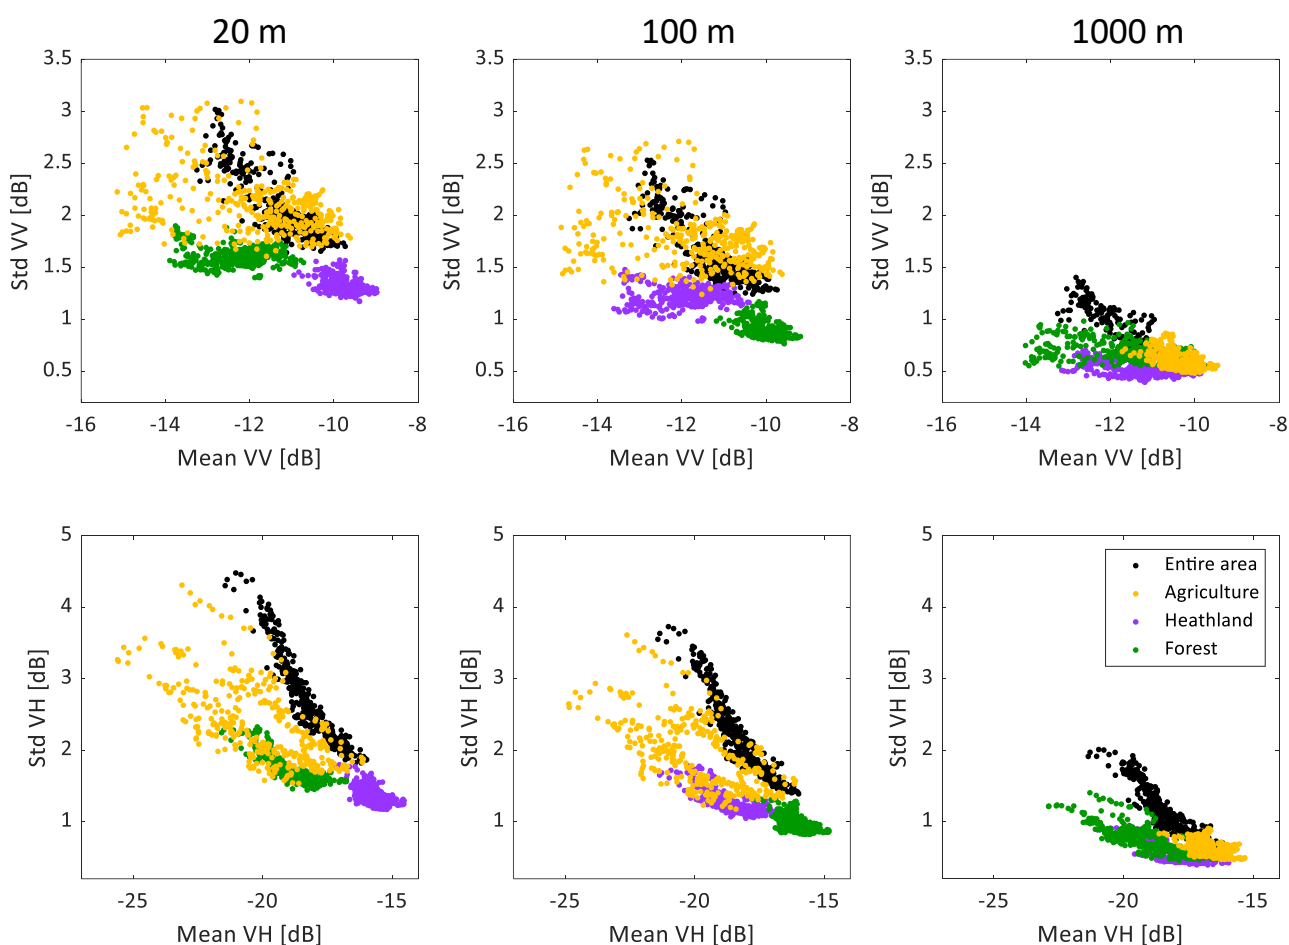 20 m 100 m 1000 m
3.5 3.5 3.5
3 3 3
2.5 2.5 2.5
2 2 2
1.5 1.5 1.5
1 1 1
0.5 0.5 0.5
Std VV [dB] Std VV [dB] Std VV [dB]
-16 -14 -12 -10 -8 -16 -14 -12 -10 -8 -16 -14 -12 -10 -8
Mean VV [dB] Mean VV [dB] Mean VV [dB]
5 5 5
4 4 4
3 3 3
2 2 2
1 1 1
Std VH [dB] Std VH [dB] Std VH [dB]
Entire area
Agriculture
Heathland
Forest
-25 -20 -15 -25 -20 -15 -25 -20 -15
Mean VH [dB] Mean VH [dB] Mean VH [dB]